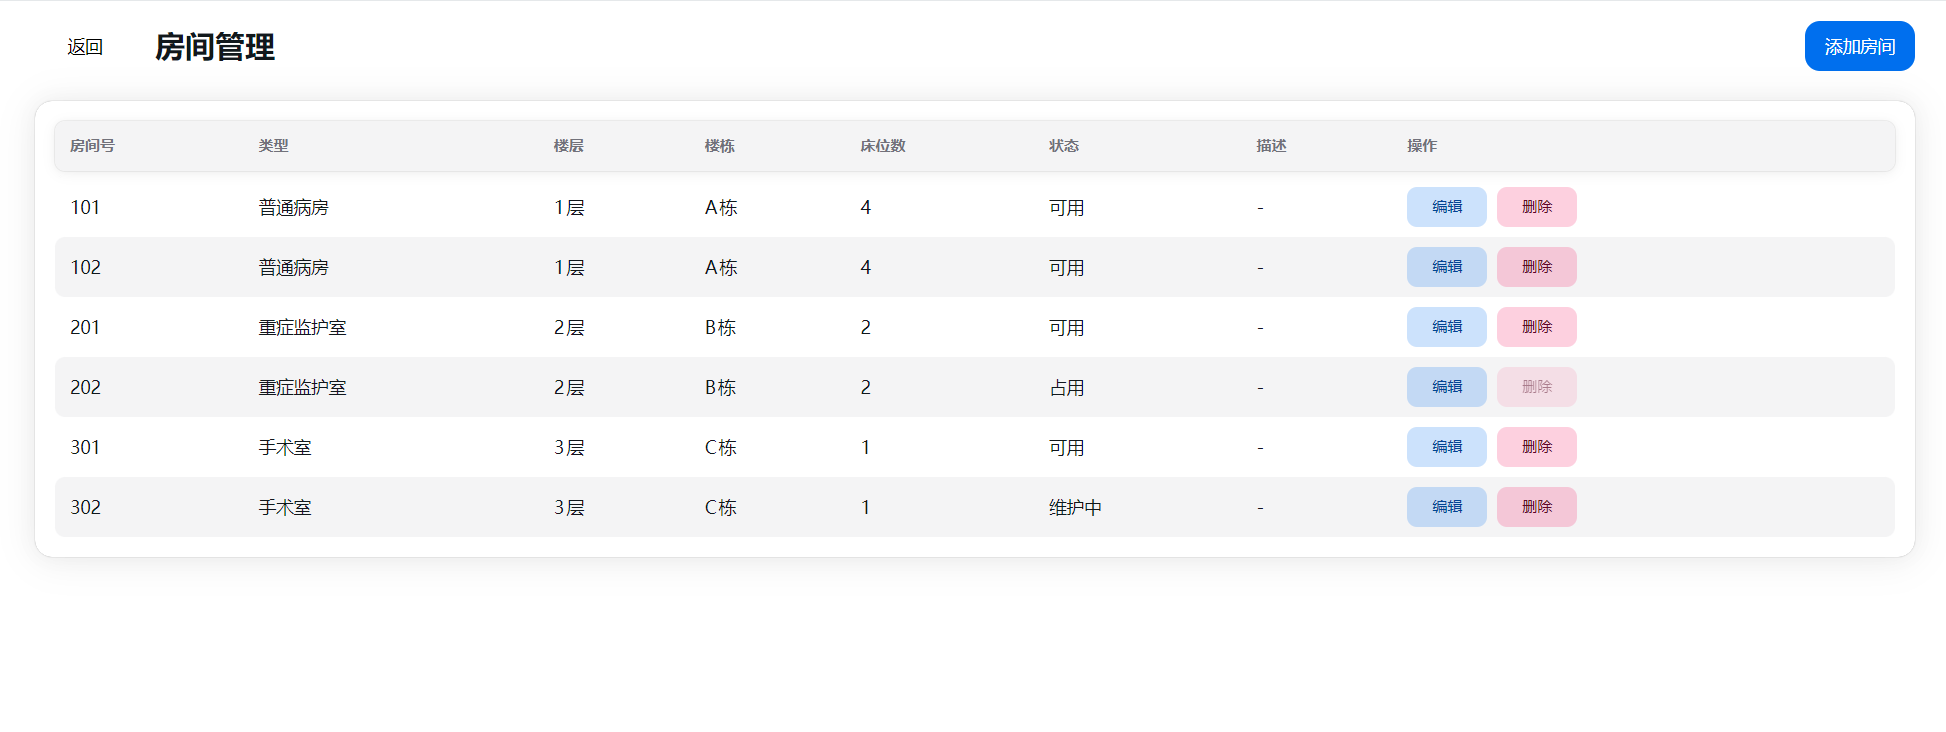 返回 房间管理 添加房间
房间号 类型 楼层 楼栋 床位数 状态 描述 操作
101 普通病房 1层 A栋 4 可用 - 编辑 删除
102 普通病房 1层 A栋 4 可用 - 编辑 删除
201 重症监护室 2层 B栋 2 可用 - 编辑 删除
202 重症监护室 2层 B栋 2 占用 - 编辑 删除
301 手术室 3层 C栋 1 可用 - 编辑 删除
302 手术室 3层 C栋 1 维护中 - 编辑 删除